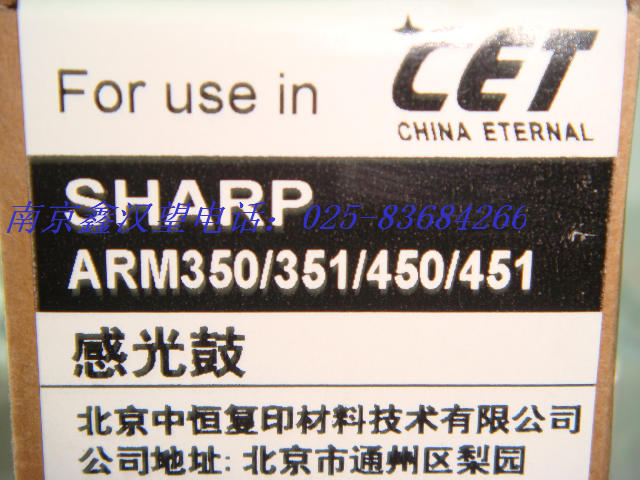 For use in
CET
CHINA ETERNAL
SHARP
南京鑫汉望电话：025-83684266
ARM350/351/450/451
感光鼓
北京中恒复印材料技术有限公司
公司地址: 北京市通州区梨园